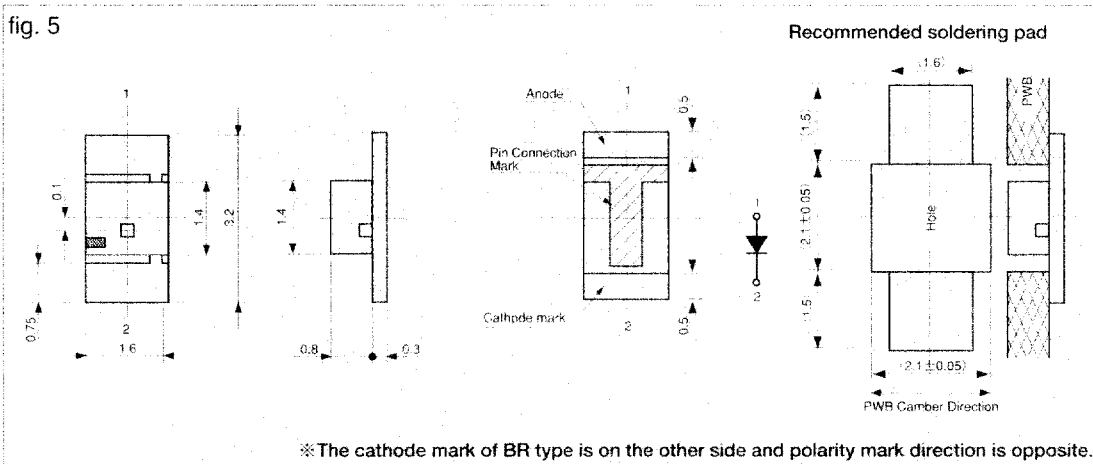 fig. 5
Recommended soldering pad
1
0.1
1.4
3.2
0.75
2
1.6
1.4
0.8
0.3
Anode
1
Pin Connection
Mark
0.5
Cathode mark
2
0.5
1
2
(1.6)
(1.5)
(2.1±0.05)
Hole
(1.5)
(2.1±0.05)
PWB Camber Direction
PWB
※The cathode mark of BR type is on the other side and polarity mark direction is opposite.